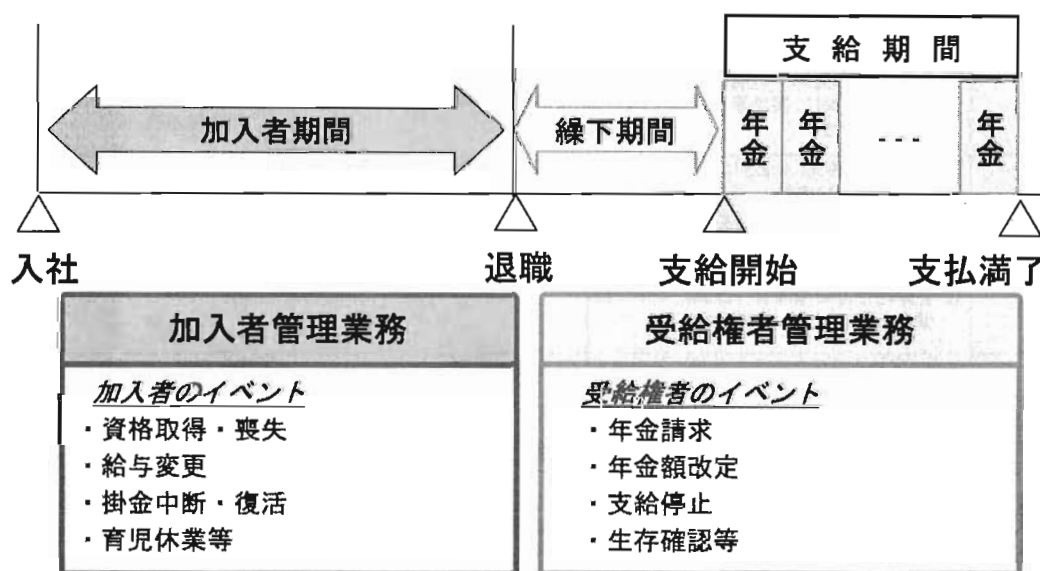 支給期間
加入者期間
繰下期間
年金
年金
- - -
年金
入社
退職
支給開始
支払満了
加入者管理業務
加入者のイベント
・資格取得・喪失
・給与変更
・掛金中断・復活
・育児休業等
受給権者管理業務
受給権者のイベント
・年金請求
・年金額改定
・支給停止
・生存確認等